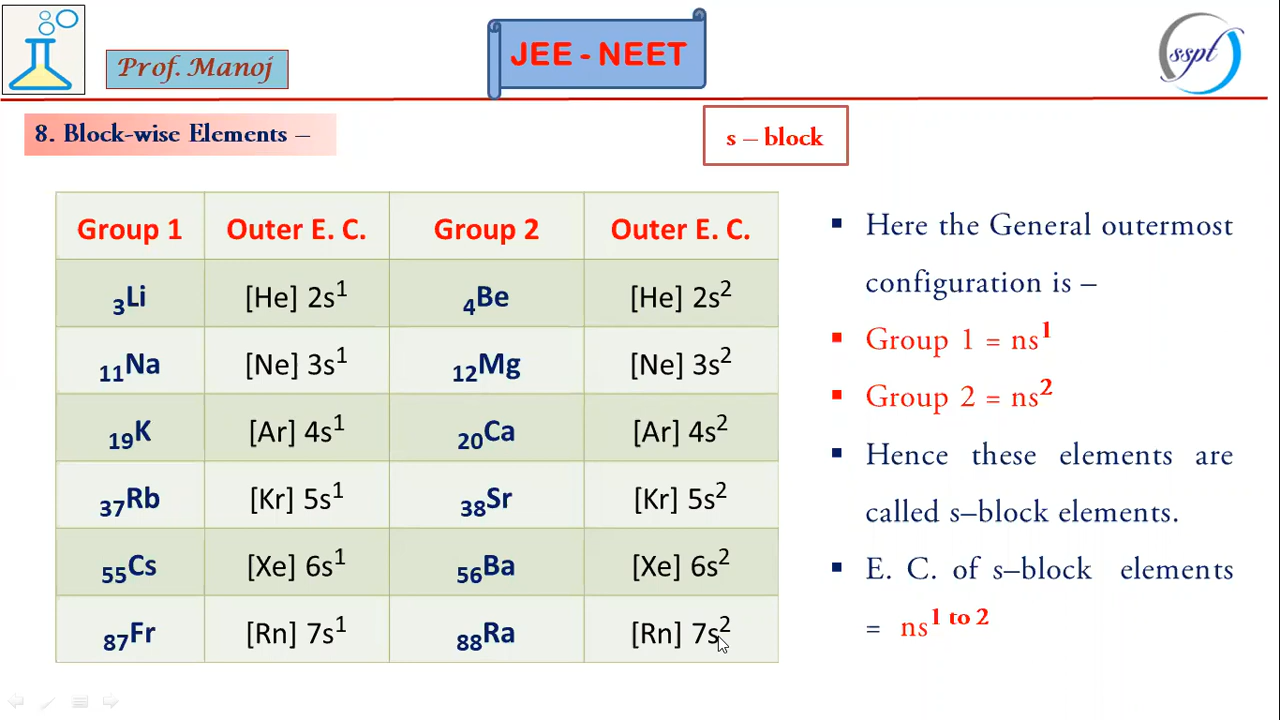 Prof. Manoj
JEE - NEET
sspt
8. Block-wise Elements –
s – block
Group 1 Outer E. C. Group 2 Outer E. C.
₃Li [He] 2s¹ ₄Be [He] 2s²
₁₁Na [Ne] 3s¹ ₁₂Mg [Ne] 3s²
₁₉K [Ar] 4s¹ ₂₀Ca [Ar] 4s²
₃₇Rb [Kr] 5s¹ ₃₈Sr [Kr] 5s²
₅₅Cs [Xe] 6s¹ ₅₆Ba [Xe] 6s²
₈₇Fr [Rn] 7s¹ ₈₈Ra [Rn] 7s²
▪ Here the General outermost
configuration is –
▪ Group 1 = ns¹
▪ Group 2 = ns²
▪ Hence these elements are
called s–block elements.
▪ E. C. of s–block elements
= ns¹ ᵗᵒ ²